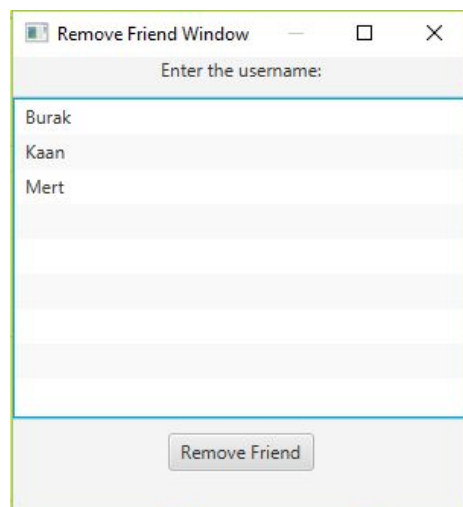 Remove Friend Window
Enter the username:
Burak
Kaan
Mert
Remove Friend